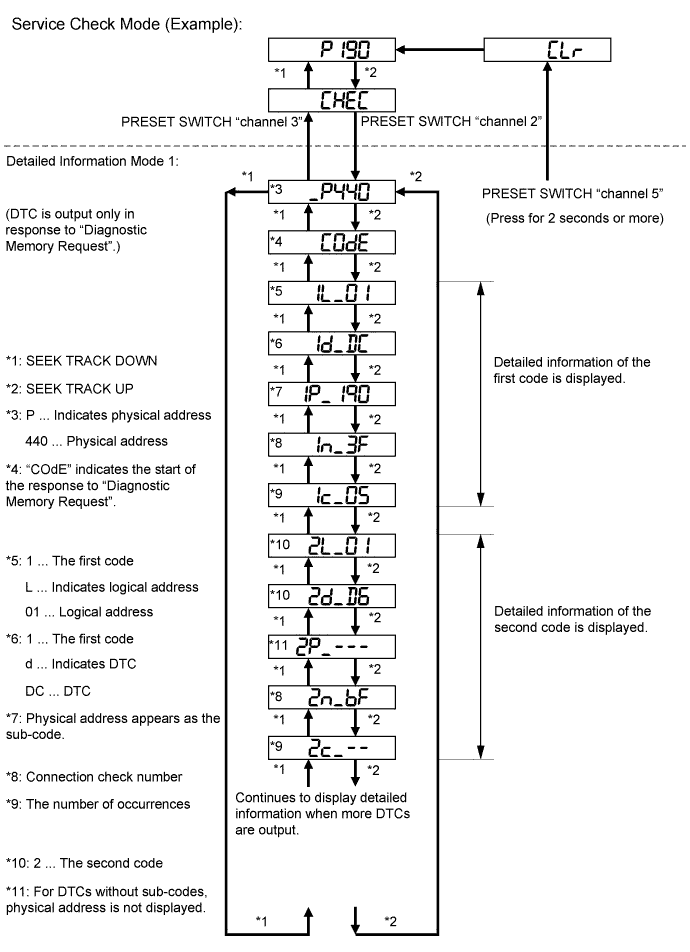 Service Check Mode (Example):
P190
CLr
*1
*2
CHEC
PRESET SWITCH “channel 3”
PRESET SWITCH “channel 2”
Detailed Information Mode 1:
*1
*2
*3 _P440
PRESET SWITCH “channel 5”
(Press for 2 seconds or more)
(DTC is output only in
response to “Diagnostic
Memory Request”.)
*1
*2
*4 COdE
*1
*2
*5 1L_01
*1
*2
*6 1d_DC
Detailed information of the
first code is displayed.
*1: SEEK TRACK DOWN
*1
*2
*2: SEEK TRACK UP
*7 1P_190
*3: P ... Indicates physical address
*1
*2
440 ... Physical address
*8 1n_3F
*4: “COdE” indicates the start of
the response to “Diagnostic
Memory Request”.
*1
*2
*9 1c_05
*1
*2
*10 2L_01
*5: 1 ... The first code
*1
*2
L ... Indicates logical address
*10 2d_D6
01 ... Logical address
Detailed information of the
second code is displayed.
*1
*2
*6: 1 ... The first code
*11 2P_---
d ... Indicates DTC
*1
*2
DC ... DTC
*8 2n_bF
*7: Physical address appears as the
sub-code.
*1
*2
*9 2c_--
*8: Connection check number
*1
*2
*9: The number of occurrences
Continues to display detailed
information when more DTCs
are output.
*10: 2 ... The second code
*11: For DTCs without sub-codes,
physical address is not displayed.
*1
*2